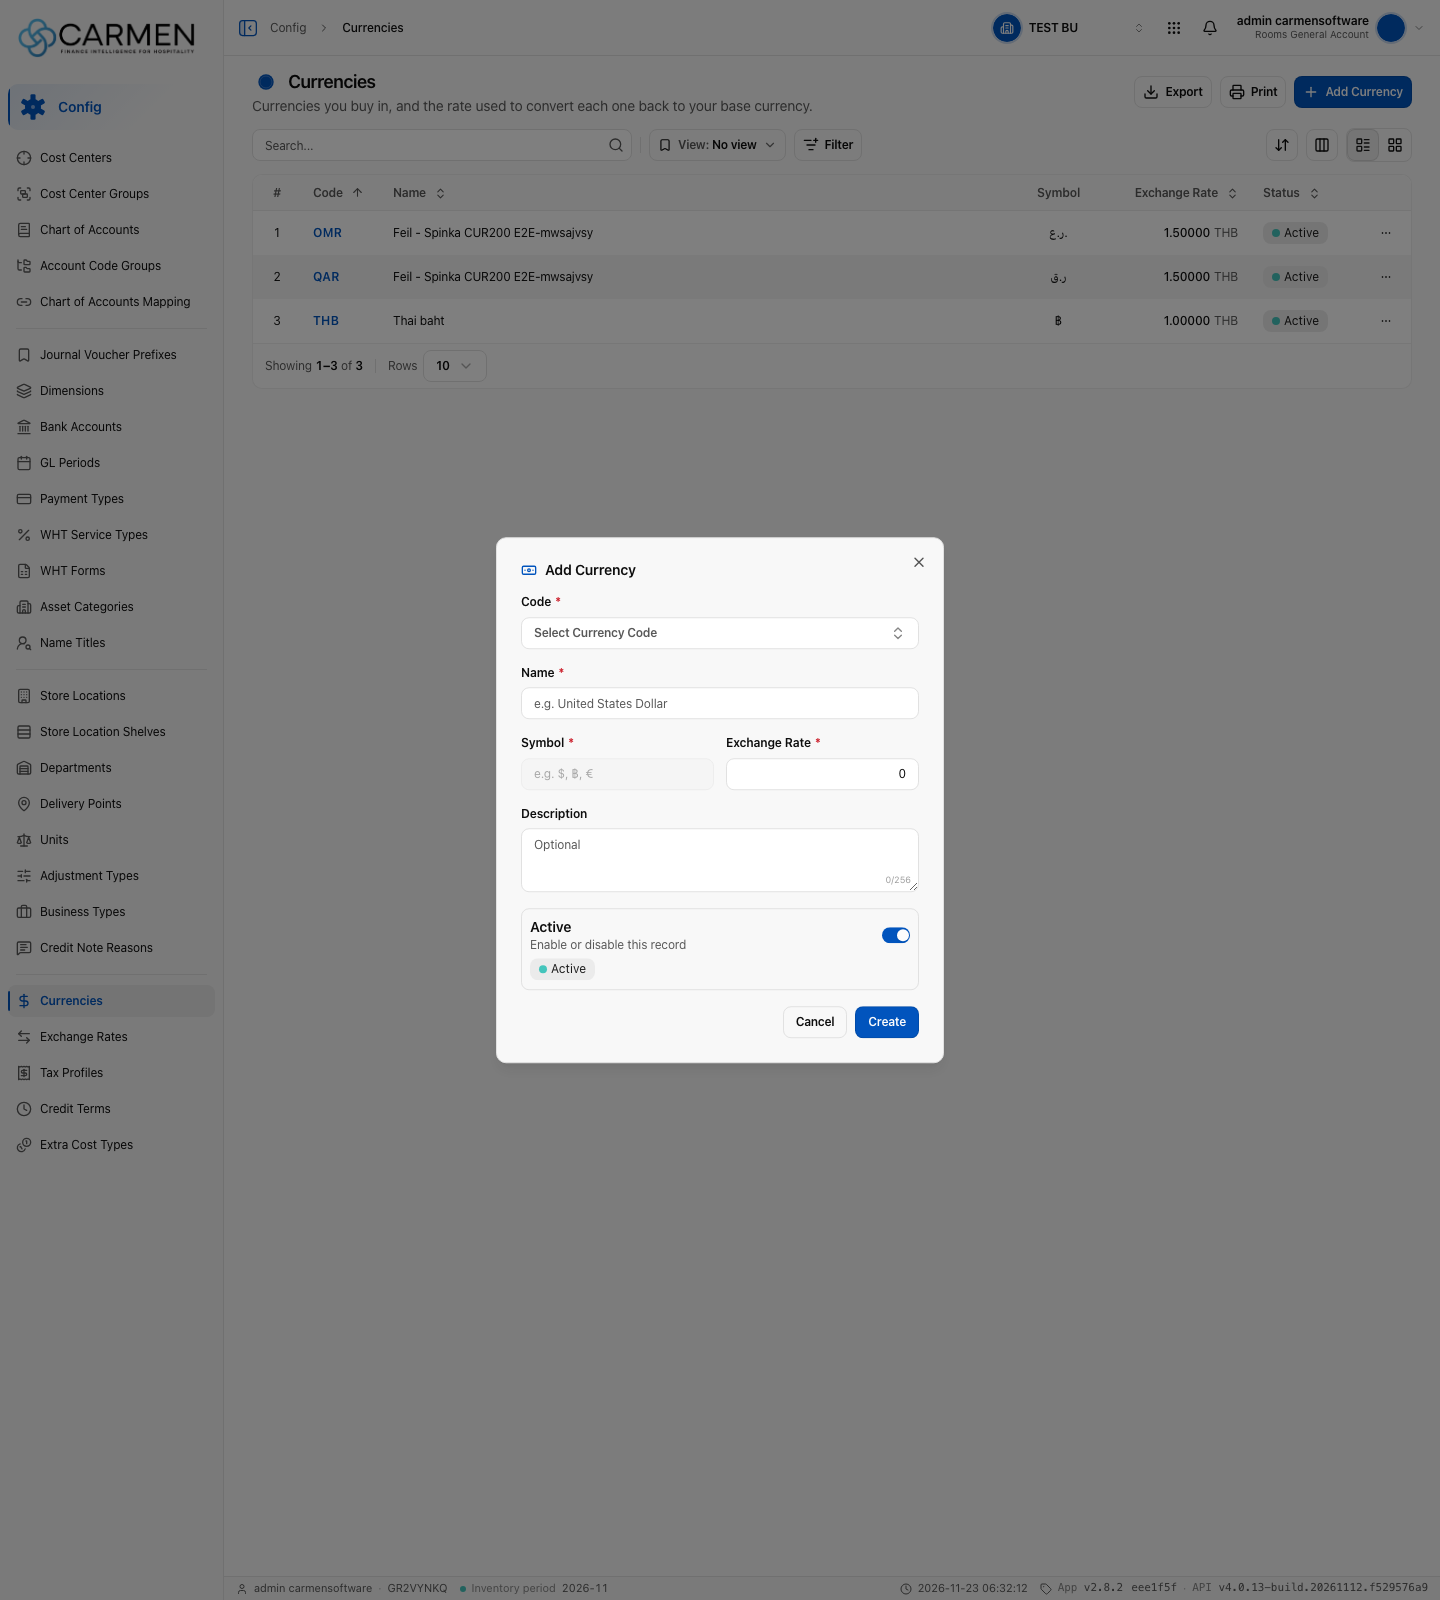 CARMEN
FINANCE INTELLIGENCE FOR HOSPITALITY
Config
Cost Centers
Cost Center Groups
Chart of Accounts
Account Code Groups
Chart of Accounts Mapping
Journal Voucher Prefixes
Dimensions
Bank Accounts
GL Periods
Payment Types
WHT Service Types
WHT Forms
Asset Categories
Name Titles
Store Locations
Store Location Shelves
Departments
Delivery Points
Units
Adjustment Types
Business Types
Credit Note Reasons
Currencies
Exchange Rates
Tax Profiles
Credit Terms
Extra Cost Types
Config > Currencies
TEST BU
admin carmensoftware
Rooms General Account
Currencies
Currencies you buy in, and the rate used to convert each one back to your base currency.
Export
Print
Add Currency
Search...
View: No view
Filter
# Code Name Symbol Exchange Rate Status
1 OMR Feil - Spinka CUR200 E2E-mwsajvsy ر.ع. 1.50000 THB Active
2 QAR Feil - Spinka CUR200 E2E-mwsajvsy ر.ق 1.50000 THB Active
3 THB Thai baht ฿ 1.00000 THB Active
Showing 1–3 of 3 Rows 10
Add Currency
Code *
Select Currency Code
Name *
e.g. United States Dollar
Symbol * Exchange Rate *
e.g. $, ฿, € 0
Description
Optional
0/256
Active
Enable or disable this record
Active
Cancel Create
admin carmensoftware · GR2VYNKQ Inventory period 2026-11
2026-11-23 06:32:12 App v2.8.2 eee1f5f · API v4.0.13-build.20261112.f529576a9